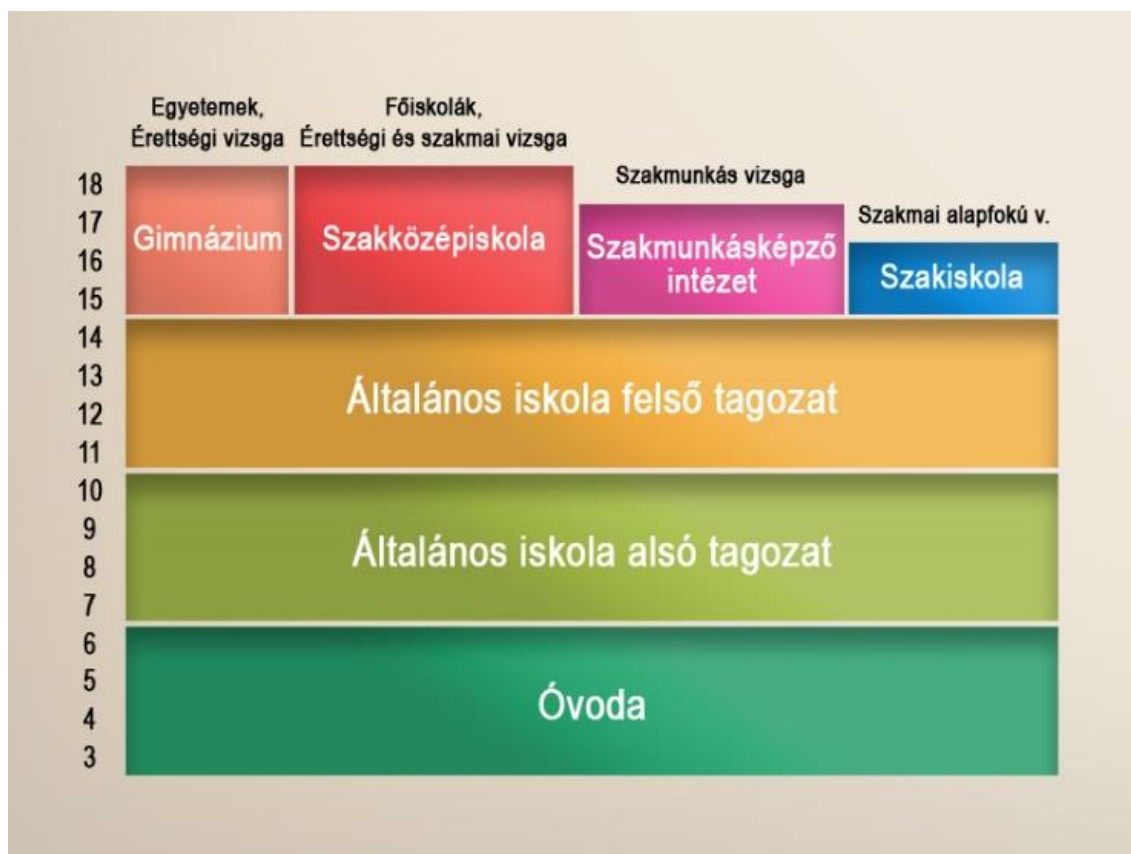 Egyetemek,
Érettségi vizsga
Főiskolák,
Érettségi és szakmai vizsga
Szakmunkás vizsga
Szakmai alapfokú v.
18
17
16
15
14
13
12
11
10
9
8
7
6
5
4
3
Gimnázium
Szakközépiskola
Szakmunkásképző
intézet
Szakiskola
Általános iskola felső tagozat
Általános iskola alsó tagozat
Óvoda